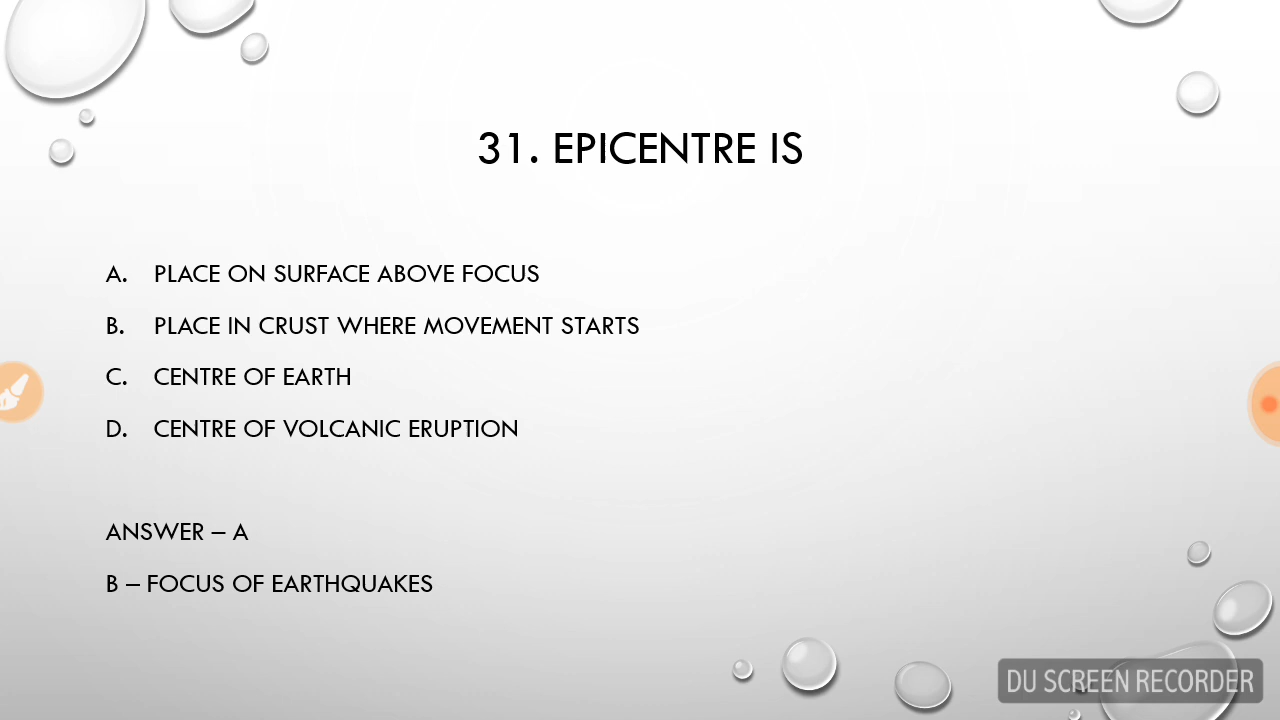 31. EPICENTRE IS
A. PLACE ON SURFACE ABOVE FOCUS
B. PLACE IN CRUST WHERE MOVEMENT STARTS
C. CENTRE OF EARTH
D. CENTRE OF VOLCANIC ERUPTION
ANSWER – A
B – FOCUS OF EARTHQUAKES
DU SCREEN RECORDER